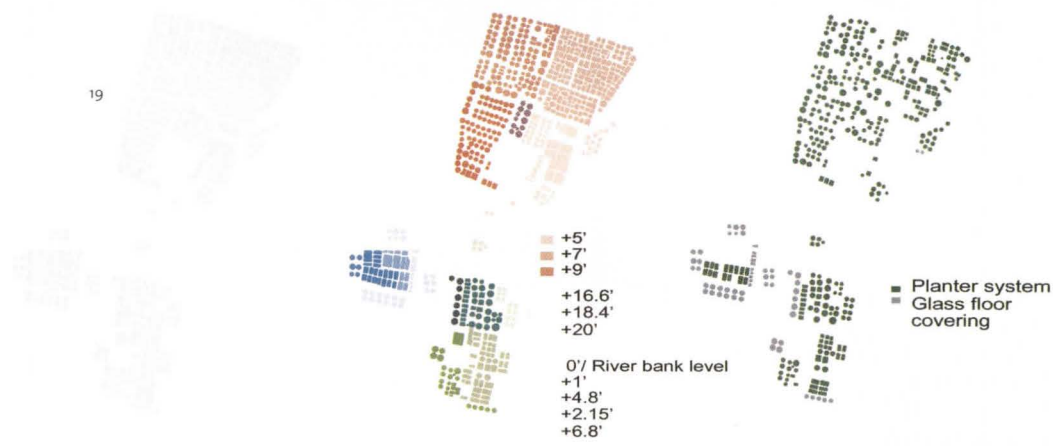 19
+5'
+7'
+9'
+16.6'
+18.4'
+20'
0'/ River bank level
+1'
+4.8'
+2.15'
+6.8'
Planter system
Glass floor
covering